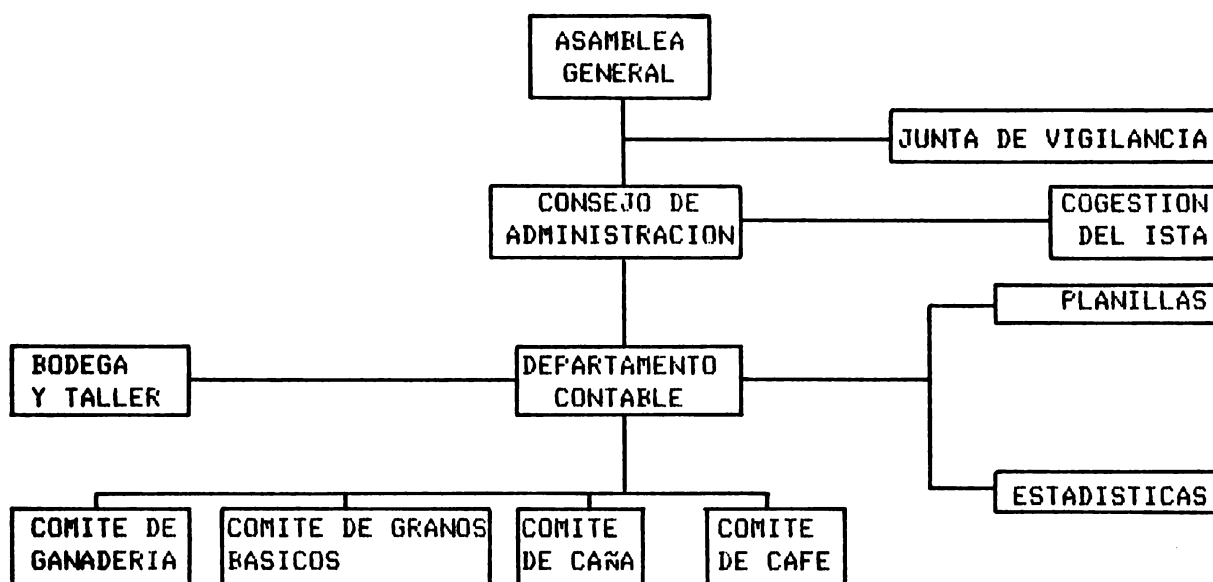 ASAMBLEA
GENERAL
JUNTA DE VIGILANCIA
CONSEJO DE
ADMINISTRACION
COGESTION
DEL ISTA
PLANILLAS
BODEGA
Y TALLER
DEPARTAMENTO
CONTABLE
ESTADISTICAS
COMITE DE
GANADERIA
COMITE DE GRANOS
BASICOS
COMITE
DE CAÑA
COMITE
DE CAFE